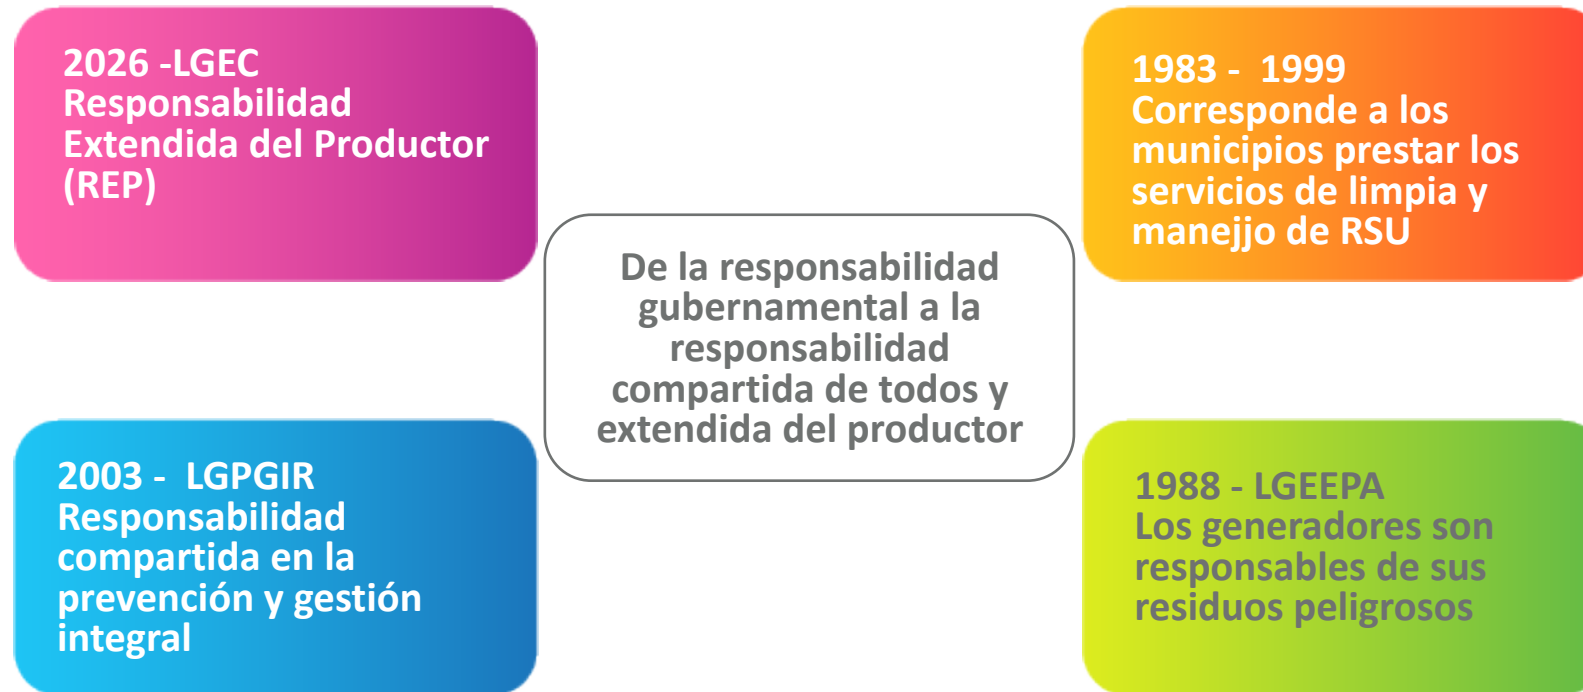 2026 -LGEC
Responsabilidad
Extendida del Productor
(REP)
1983 -  1999
Corresponde a los
municipios prestar los
servicios de limpia y
manejjo de RSU
De la responsabilidad
gubernamental a la
responsabilidad
compartida de todos y
extendida del productor
2003 -  LGPGIR
Responsabilidad
compartida en la
prevención y gestión
integral
1988 - LGEEPA
Los generadores son
responsables de sus
residuos peligrosos